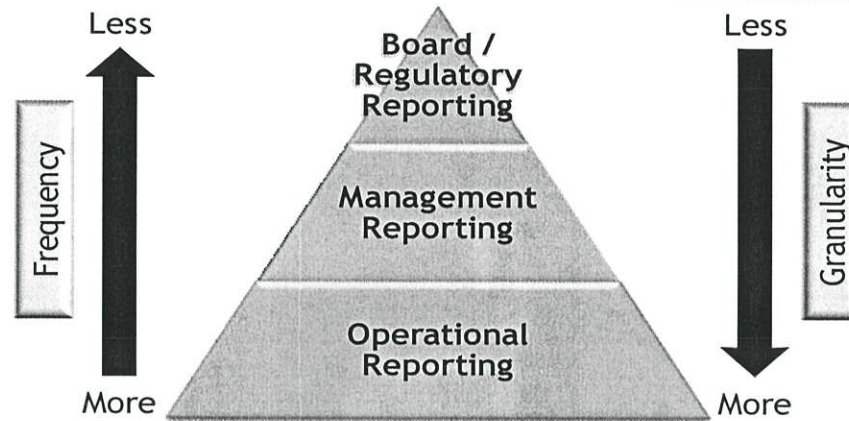 Less
Less
Board /
Regulatory
Reporting
Frequency
Management
Reporting
Granularity
Operational
Reporting
More
More